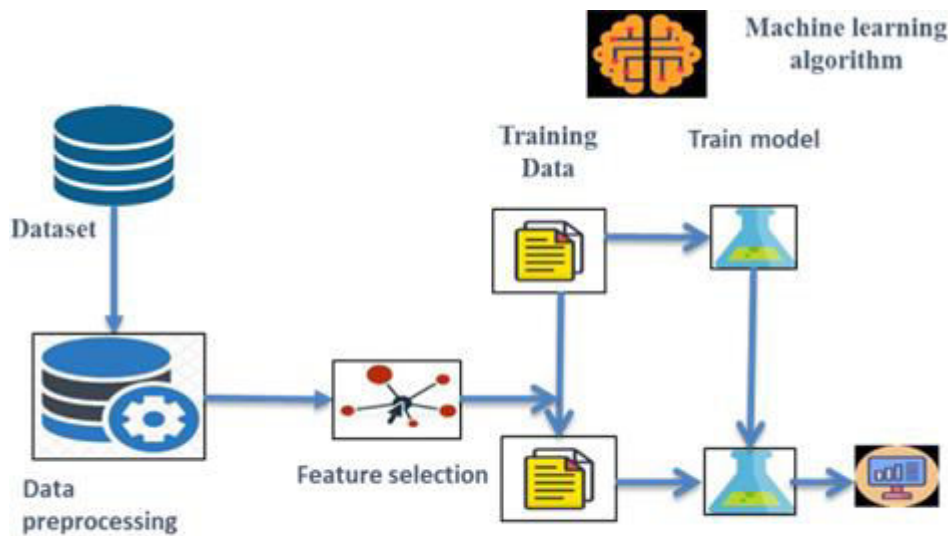 Machine learning
algorithm
Training
Data
Train model
Dataset
Feature selection
Data
preprocessing